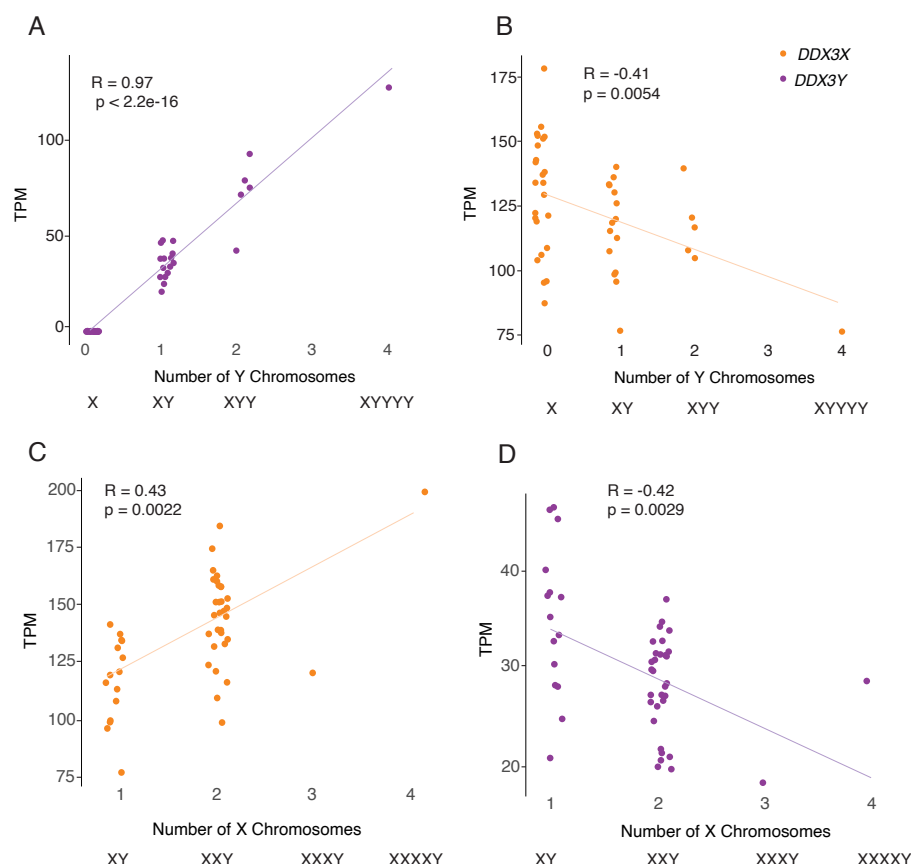 A
R = 0.97
p < 2.2e-16
100
50
0
TPM
0 1 2 3 4
Number of Y Chromosomes
X XY XYY XYYYY
B
DDX3X
DDX3Y
R = -0.41
p = 0.0054
175
150
125
100
75
TPM
0 1 2 3 4
Number of Y Chromosomes
X XY XYY XYYYY
C
R = 0.43
p = 0.0022
200
175
150
125
100
75
TPM
1 2 3 4
Number of X Chromosomes
XY XXY XXXY XXXXY
D
R = -0.42
p = 0.0029
40
30
20
TPM
1 2 3 4
Number of X Chromosomes
XY XXY XXXY XXXXY